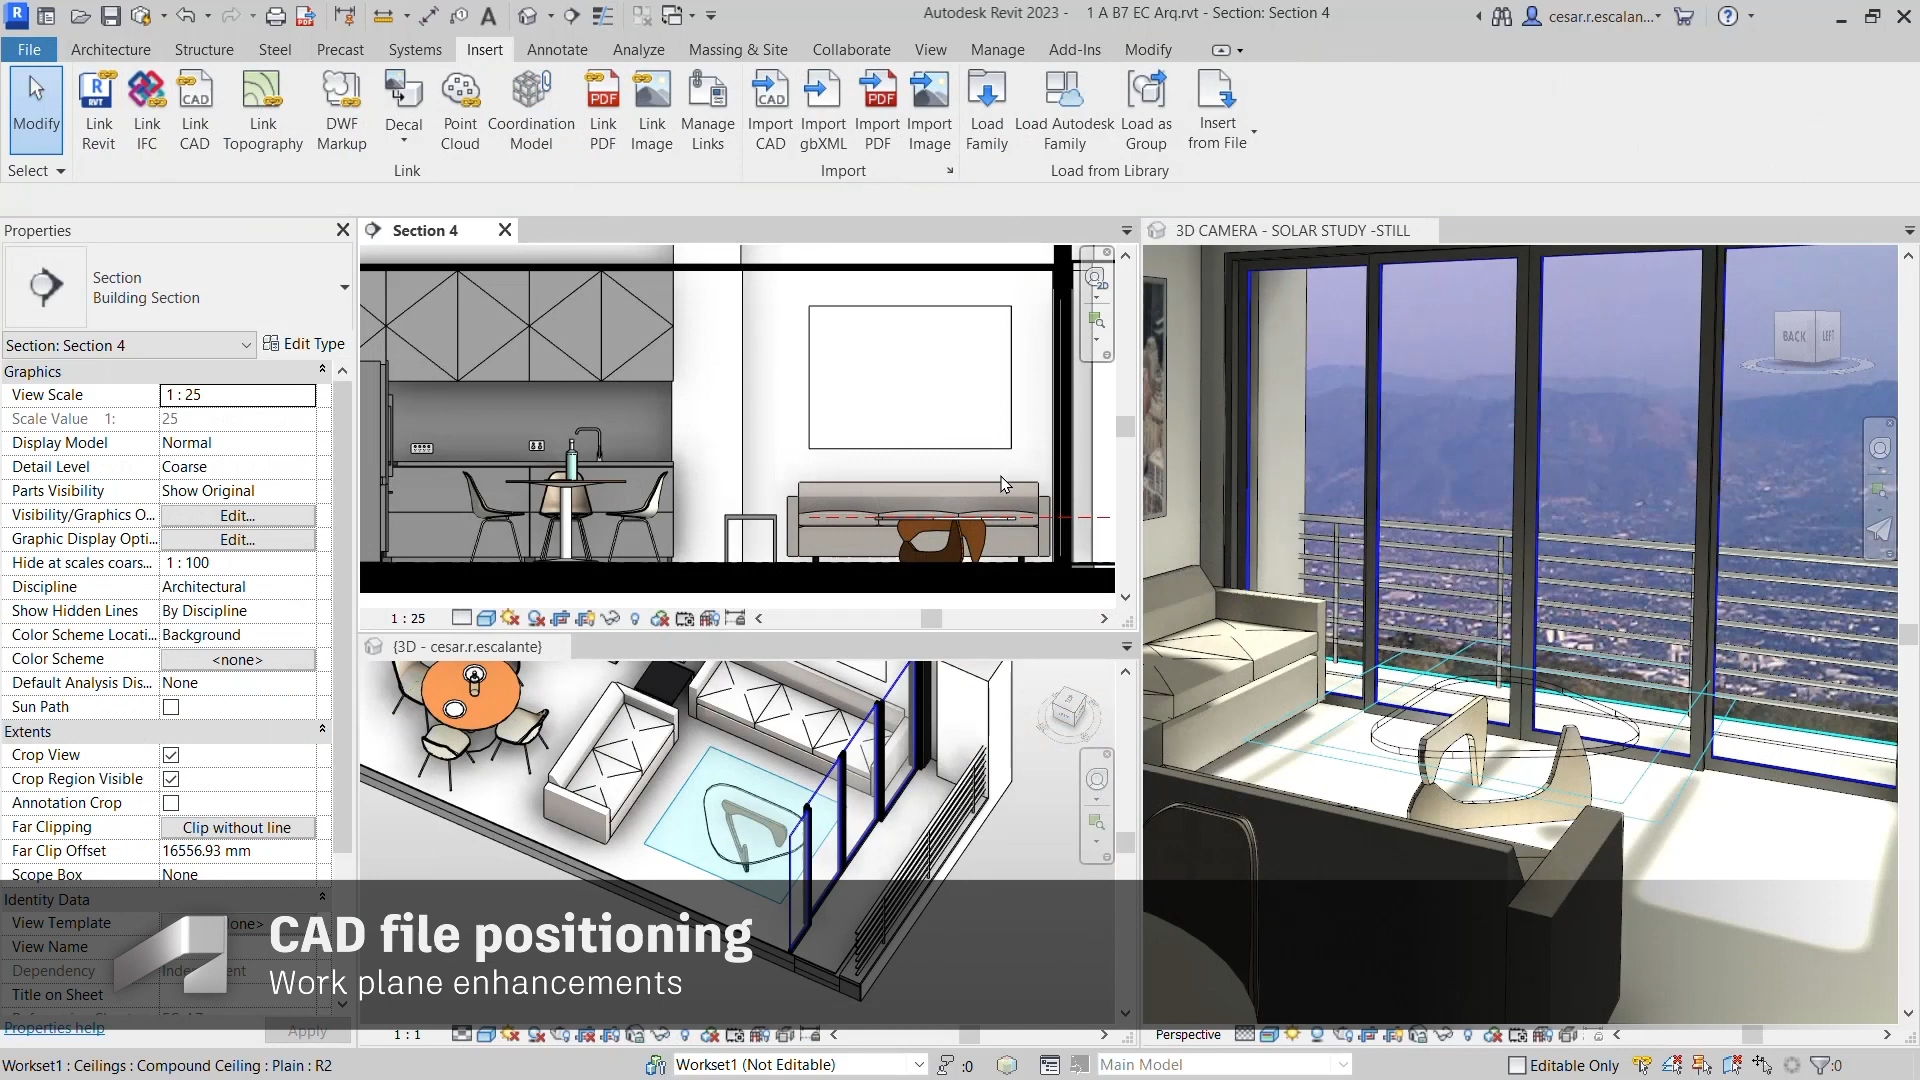 Autodesk Revit 2023 - 1 A B7 EC Arq.rvt - Section: Section 4
cesar.r.escalan...
File Architecture Structure Steel Precast Systems Insert Annotate Analyze Massing & Site Collaborate View Manage Add-Ins Modify
Modify
Link Revit
Link IFC
Link CAD
Link Topography
DWF Markup
Decal
Point Cloud
Coordination Model
Link PDF
Link Image
Manage Links
Import CAD
Import gbXML
Import PDF
Import Image
Load Family
Load Autodesk Family
Load as Group
Insert from File
Select Link Import Load from Library
Properties
Section
Building Section
Section: Section 4 Edit Type
Graphics
View Scale 1 : 25
Scale Value 1: 25
Display Model Normal
Detail Level Coarse
Parts Visibility Show Original
Visibility/Graphics O... Edit...
Graphic Display Opti... Edit...
Hide at scales coars... 1 : 100
Discipline Architectural
Show Hidden Lines By Discipline
Color Scheme Locati... Background
Color Scheme <none>
Default Analysis Dis... None
Sun Path
Extents
Crop View
Crop Region Visible
Annotation Crop
Far Clipping Clip without line
Far Clip Offset 16556.93 mm
Scope Box None
Identity Data
View Template
View Name
Dependency
Title on Sheet
Properties help Apply
Section 4
2D
1 : 25
{3D - cesar.r.escalante}
1 : 1
3D CAMERA - SOLAR STUDY -STILL
BACK LEFT
Perspective
CAD file positioning
Work plane enhancements
Workset1 : Ceilings : Compound Ceiling : Plain : R2
Workset1 (Not Editable)
:0
Main Model
Editable Only
:0